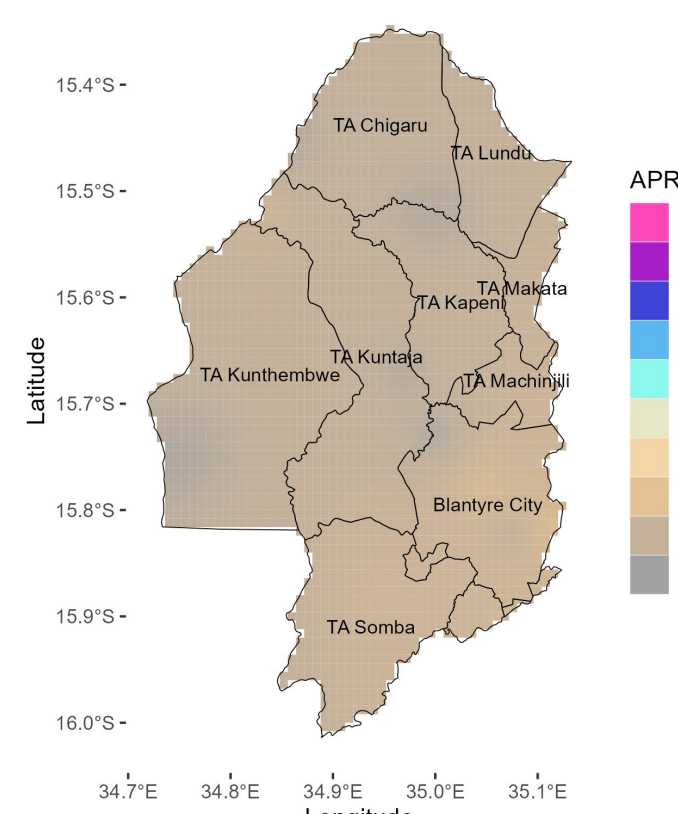 15.4°S
15.5°S
15.6°S
15.7°S
15.8°S
15.9°S
16.0°S
Latitude
TA Chigaru
TA Lundu
TA Makata
TA Kapeni
TA Kuntaja
TA Kunthembwe
TA Machinjili
Blantyre City
TA Somba
APR
34.7°E
34.8°E
34.9°E
35.0°E
35.1°E
Longitude